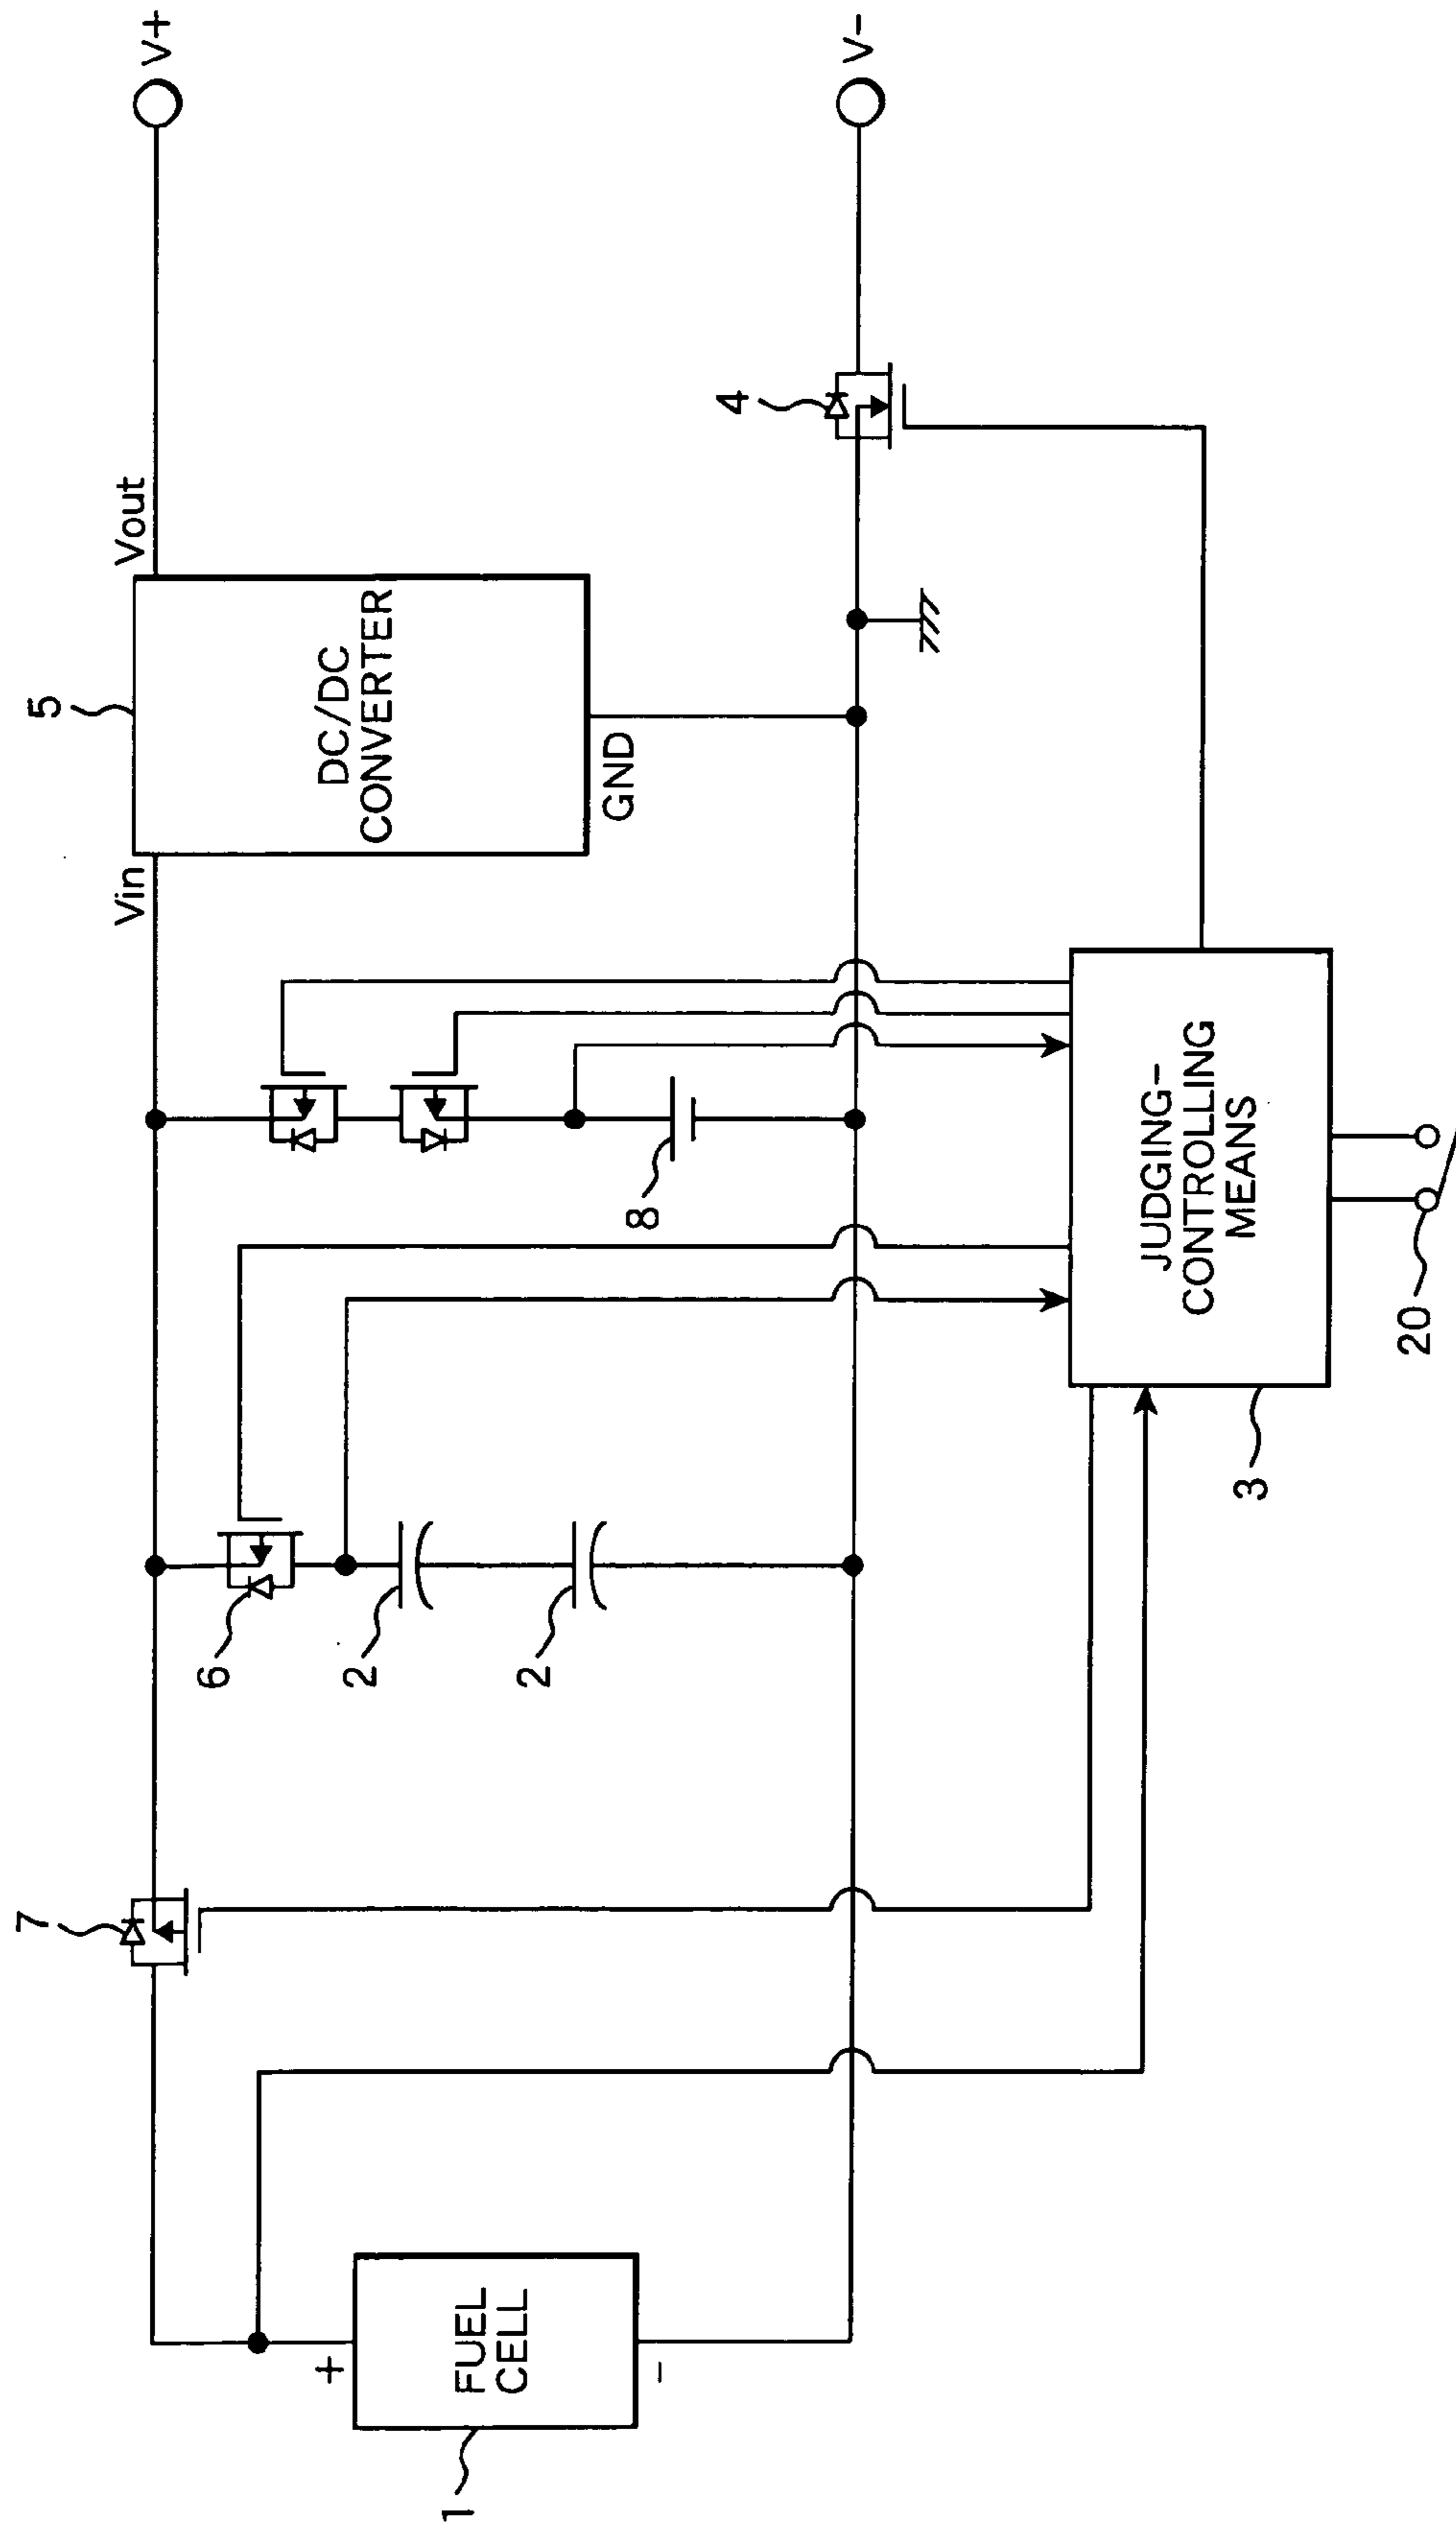 7
5
Vin
Vout
V+
6
2
2
8
DC/DC
CONVERTER
GND
4
V−
+
FUEL
CELL
−
1
JUDGING-
CONTROLLING
MEANS
3
20